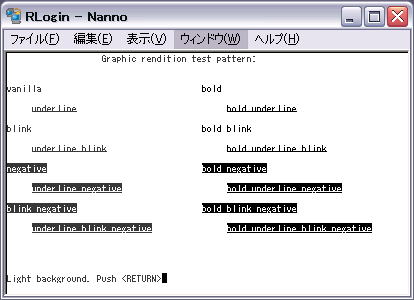 RLogin - Nanno
ファイル(F) 編集(E) 表示(V) ウィンドウ(W) ヘルプ(H)
Graphic rendition test pattern:
vanilla bold
underline bold underline
blink bold blink
underline blink bold underline blink
negative bold negative
underline negative bold underline negative
blink negative bold blink negative
underline blink negative bold underline blink negative
Light background. Push <RETURN>